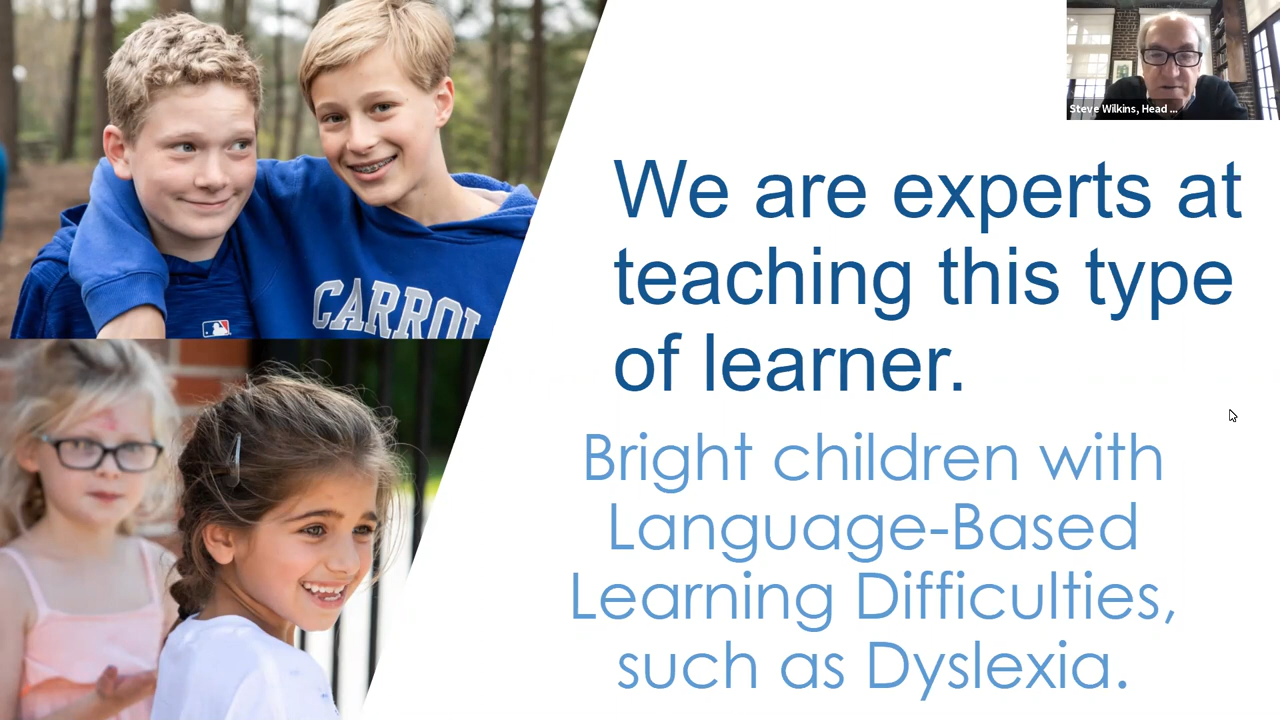 Steve Wilkins, Head ...
We are experts at
teaching this type
of learner.
CARROL
Bright children with
Language-Based
Learning Difficulties,
such as Dyslexia.